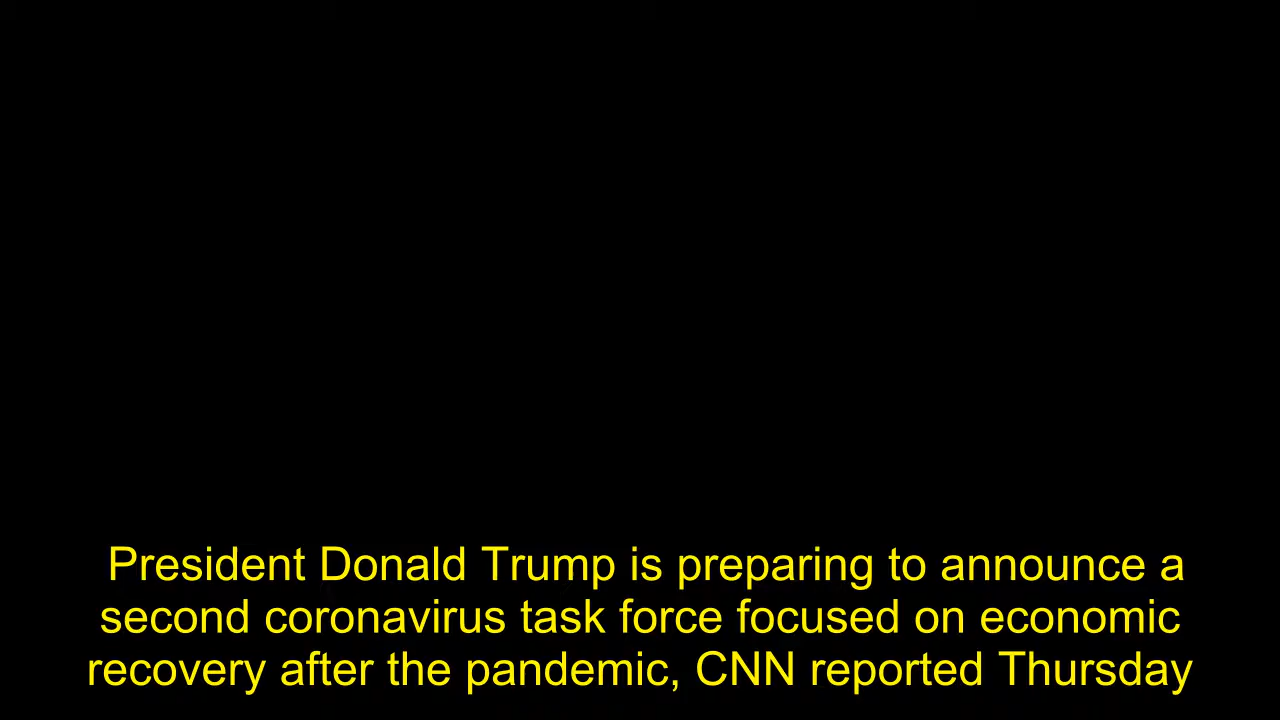 President Donald Trump is preparing to announce a
second coronavirus task force focused on economic
recovery after the pandemic, CNN reported Thursday